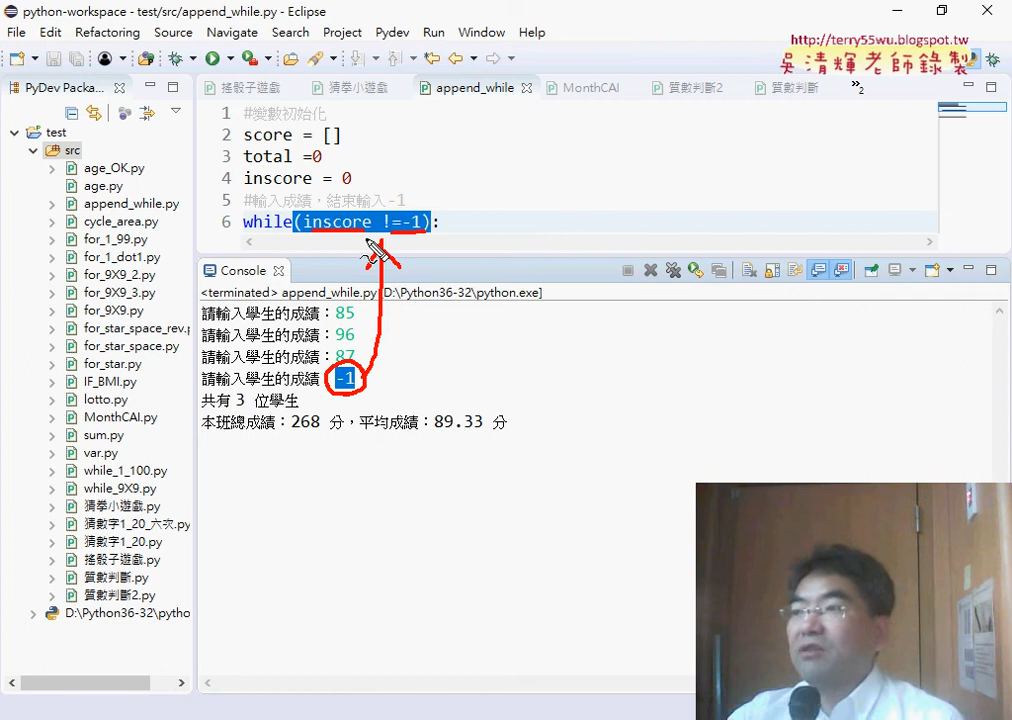 python-workspace - test/src/append_while.py - Eclipse
File Edit Refactoring Source Navigate Search Project Pydev Run Window Help
http://terry55wu.blogspot.tw
吳清輝老師錄製
PyDev Packa...
搖骰子遊戲 猜拳小遊戲 append_while MonthCAI 質數判斷2 質數判斷 »2
test
src
age_OK.py
age.py
append_while.py
cycle_area.py
for_1_99.py
for_1_dot1.py
for_9X9_2.py
for_9X9_3.py
for_9X9.py
for_star_space_rev.p
for_star_space.py
for_star.py
IF_BMI.py
lotto.py
MonthCAI.py
sum.py
var.py
while_1_100.py
while_9X9.py
猜拳小遊戲.py
猜數字1_20_六次.py
猜數字1_20.py
搖骰子遊戲.py
質數判斷.py
質數判斷2.py
D:\Python36-32\pytho
1 #變數初始化
2 score = []
3 total =0
4 inscore = 0
5 #輸入成績，結束輸入-1
6 while(inscore !=-1):
Console
<terminated> append_while.py [D:\Python36-32\python.exe]
請輸入學生的成績：85
請輸入學生的成績：96
請輸入學生的成績：87
請輸入學生的成績 -1
共有 3 位學生
本班總成績：268 分，平均成績：89.33 分